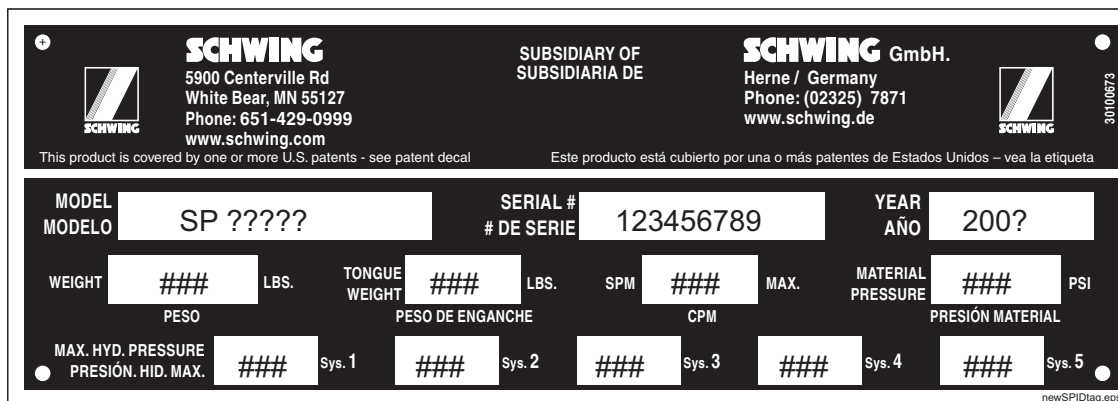 SCHWING
5900 Centerville Rd
White Bear, MN 55127
Phone: 651-429-0999
www.schwing.com
SCHWING
SUBSIDIARY OF
SUBSIDIARIA DE
SCHWING GmbH.
Herne / Germany
Phone: (02325) 7871
www.schwing.de
SCHWING
30100673
This product is covered by one or more U.S. patents - see patent decal
Este producto está cubierto por una o más patentes de Estados Unidos – vea la etiqueta
MODEL
MODELO
SP ?????
SERIAL #
# DE SERIE
123456789
YEAR
AÑO
200?
WEIGHT ### LBS.
PESO
TONGUE
WEIGHT
### LBS.
PESO DE ENGANCHE
SPM ### MAX.
CPM
MATERIAL
PRESSURE
### PSI
PRESIÓN MATERIAL
MAX. HYD. PRESSURE
PRESIÓN. HID. MAX.
### Sys. 1 ### Sys. 2 ### Sys. 3 ### Sys. 4 ### Sys. 5
newSPIDtag.eps